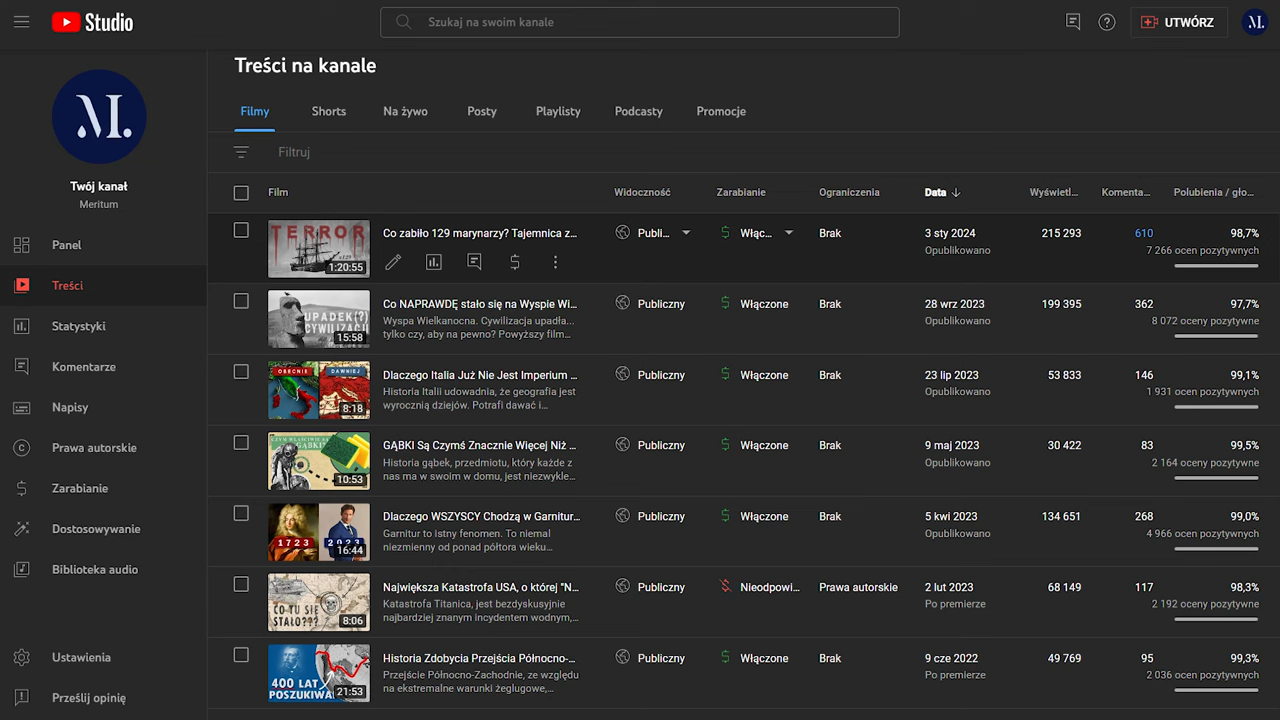 Studio
Szukaj na swoim kanale
UTWÓRZ
M.
M.
Twój kanał
Meritum
Panel
Treści
Statystyki
Komentarze
Napisy
Prawa autorskie
Zarabianie
Dostosowywanie
Biblioteka audio
Ustawienia
Prześlij opinię
Treści na kanale
Filmy Shorts Na żywo Posty Playlisty Podcasty Promocje
Filtruj
Film Widoczność Zarabianie Ograniczenia Data Wyświetl... Komenta... Polubienia / gło...
TERROR
1:20:55
Co zabiło 129 marynarzy? Tajemnica z...
Publi... Włąc... Brak 3 sty 2024 215 293 610 98,7%
Opublikowano 7 266 ocen pozytywne
UPADEK(?)
CYWILIZACJI
15:58
Co NAPRAWDĘ stało się na Wyspie Wi...
Wyspa Wielkanocna. Cywilizacja upadła...
tylko czy, aby na pewno? Powyższy film...
Publiczny Włączone Brak 28 wrz 2023 199 395 362 97,7%
Opublikowano 8 072 oceny pozytywne
OBECNIE DAWNIEJ
8:18
Dlaczego Italia Już Nie Jest Imperium ...
Historia Italii udowadnia, że geografia jest
wyrocznią dziejów. Potrafi dawać i...
Publiczny Włączone Brak 23 lip 2023 53 833 146 99,1%
Opublikowano 1 931 ocen pozytywne
CZYM WŁAŚCIWIE SĄ
GĄBKI
10:53
GĄBKI Są Czymś Znacznie Więcej Niż ...
Historia gąbek, przedmiotu, który każde z
nas ma w swoim w domu, jest niezwykle...
Publiczny Włączone Brak 9 maj 2023 30 422 83 99,5%
Opublikowano 2 164 ocen pozytywne
1723 2023
16:44
Dlaczego WSZYSCY Chodzą w Garnitur...
Garnitur to istny fenomen. To niemal
niezmienny od ponad półtora wieku...
Publiczny Włączone Brak 5 kwi 2023 134 651 268 99,0%
Opublikowano 4 966 ocen pozytywne
CO TU SIĘ
STAŁO???
8:06
Największa Katastrofa USA, o której "N...
Katastrofa Titanica, jest bezdyskusyjnie
najbardziej znanym incydentem wodnym,...
Publiczny Nieodpowi... Prawa autorskie 2 lut 2023 68 149 117 98,3%
Po premierze 2 192 oceny pozytywne
400 LAT
POSZUKIWAŃ
21:53
Historia Zdobycia Przejścia Północno-...
Przejście Północno-Zachodnie, ze względu
na ekstremalne warunki żeglugowe,...
Publiczny Włączone Brak 9 cze 2022 49 769 95 99,3%
Po premierze 2 036 ocen pozytywne